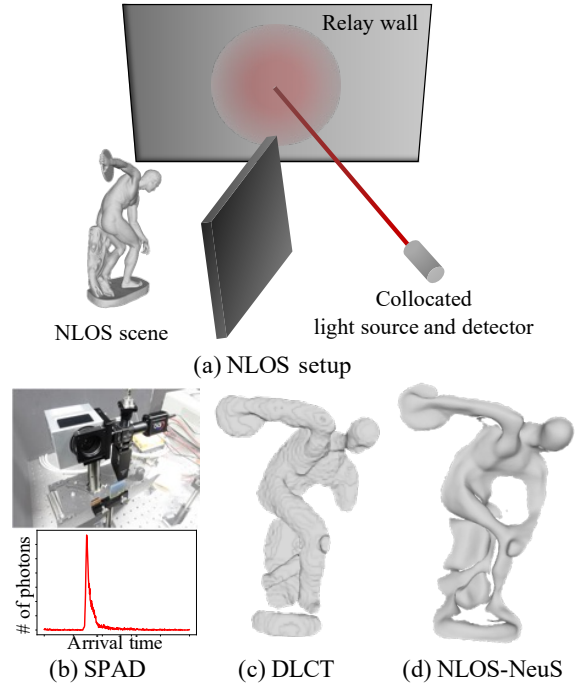 Relay wall
NLOS scene
Collocated
light source and detector
(a) NLOS setup
# of photons
Arrival time
(b) SPAD
(c) DLCT
(d) NLOS-NeuS